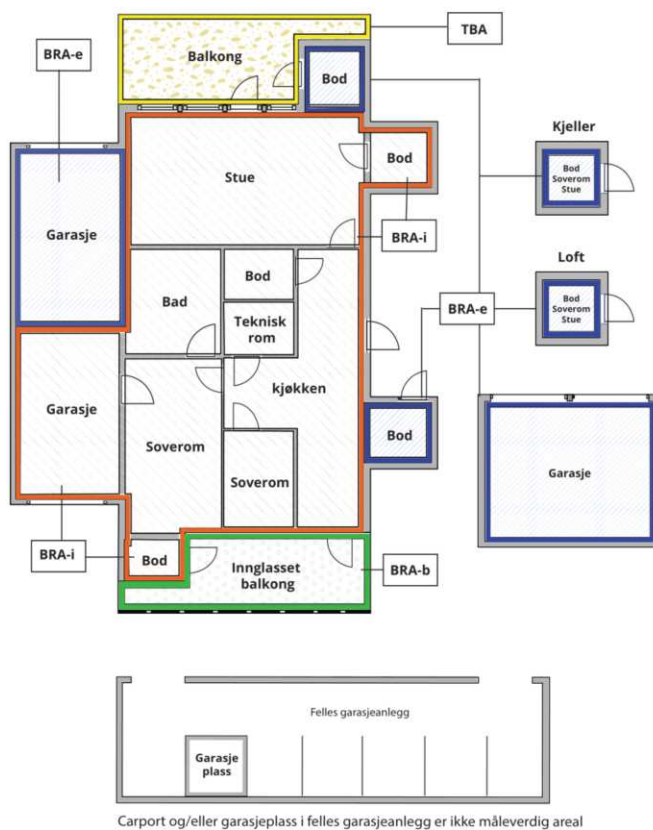 TBA
BRA-e
Balkong
Bod
Kjeller
Bod
Soverom
Stue
Bod
Stue
Garasje
BRA-i
Loft
Bod
Bod
Soverom
Stue
Bad
BRA-e
Teknisk
rom
Garasje
kjøkken
Bod
Soverom
Garasje
Soverom
BRA-i
Bod
Innglasset
balkong
BRA-b
Felles garasjeanlegg
Garasje
plass
Carport og/eller garasjeplass i felles garasjeanlegg er ikke måleverdig areal